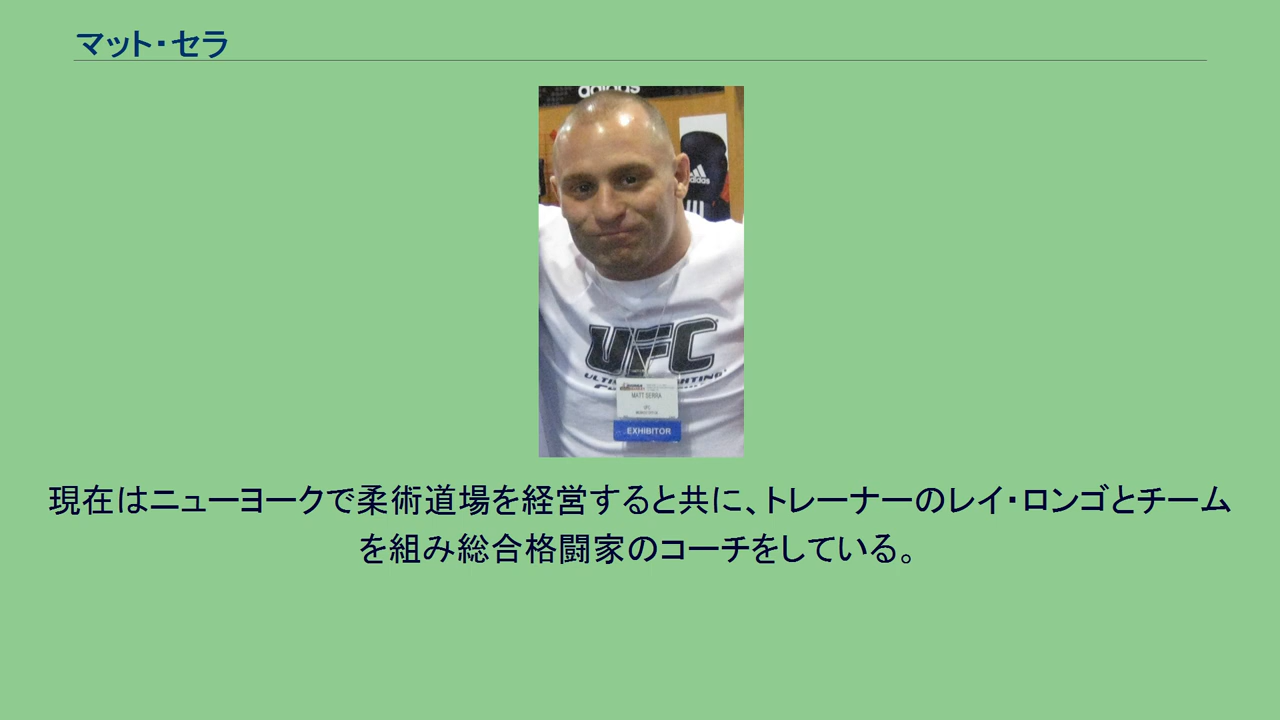 マット・セラ
adidas
adidas
UFC
MATT SERRA
EXHIBITOR
現在はニューヨークで柔術道場を経営すると共に、トレーナーのレイ・ロンゴとチーム
を組み総合格闘家のコーチをしている。